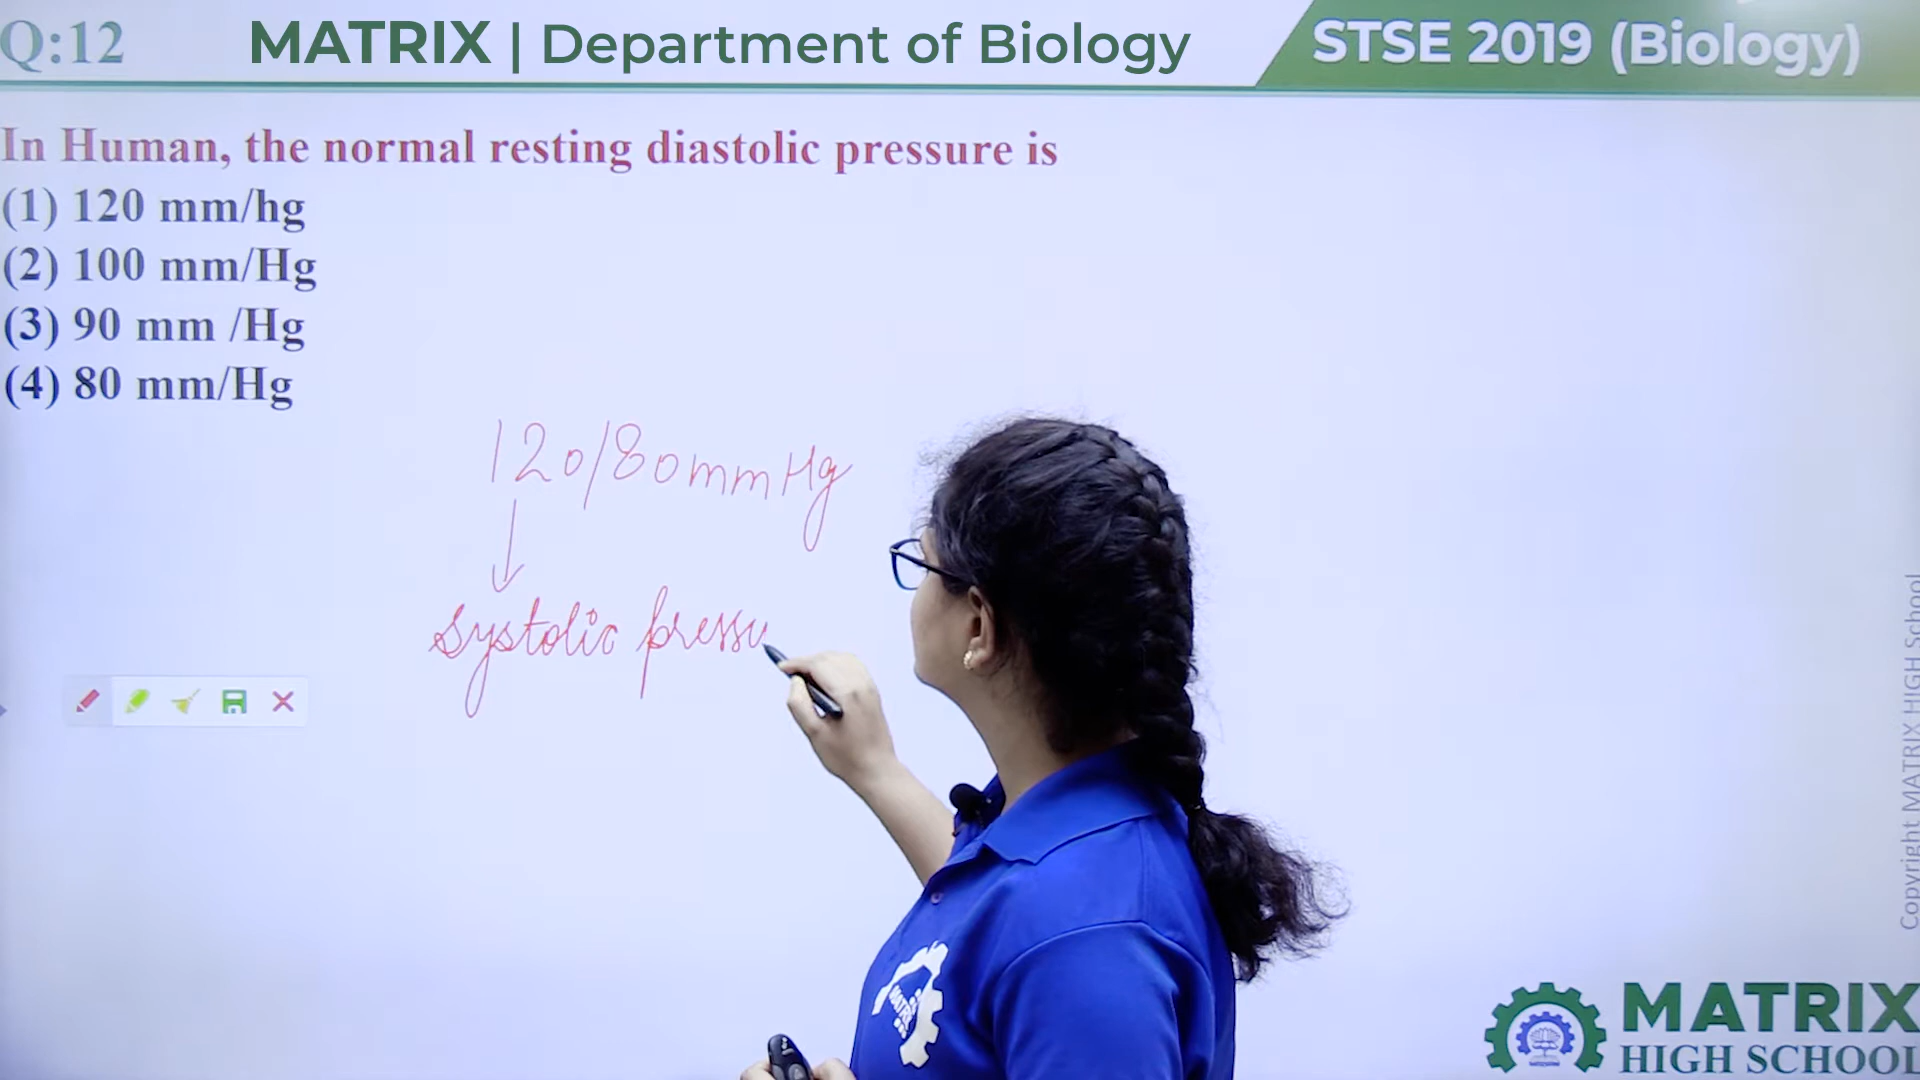 Q:12
MATRIX | Department of Biology
STSE 2019 (Biology)
In Human, the normal resting diastolic pressure is
(1) 120 mm/hg
(2) 100 mm/Hg
(3) 90 mm /Hg
(4) 80 mm/Hg
120/80mmHg
systolic pressu
Copyright MATRIX HIGH School
MATRIX
MATRIX
HIGH SCHOOL